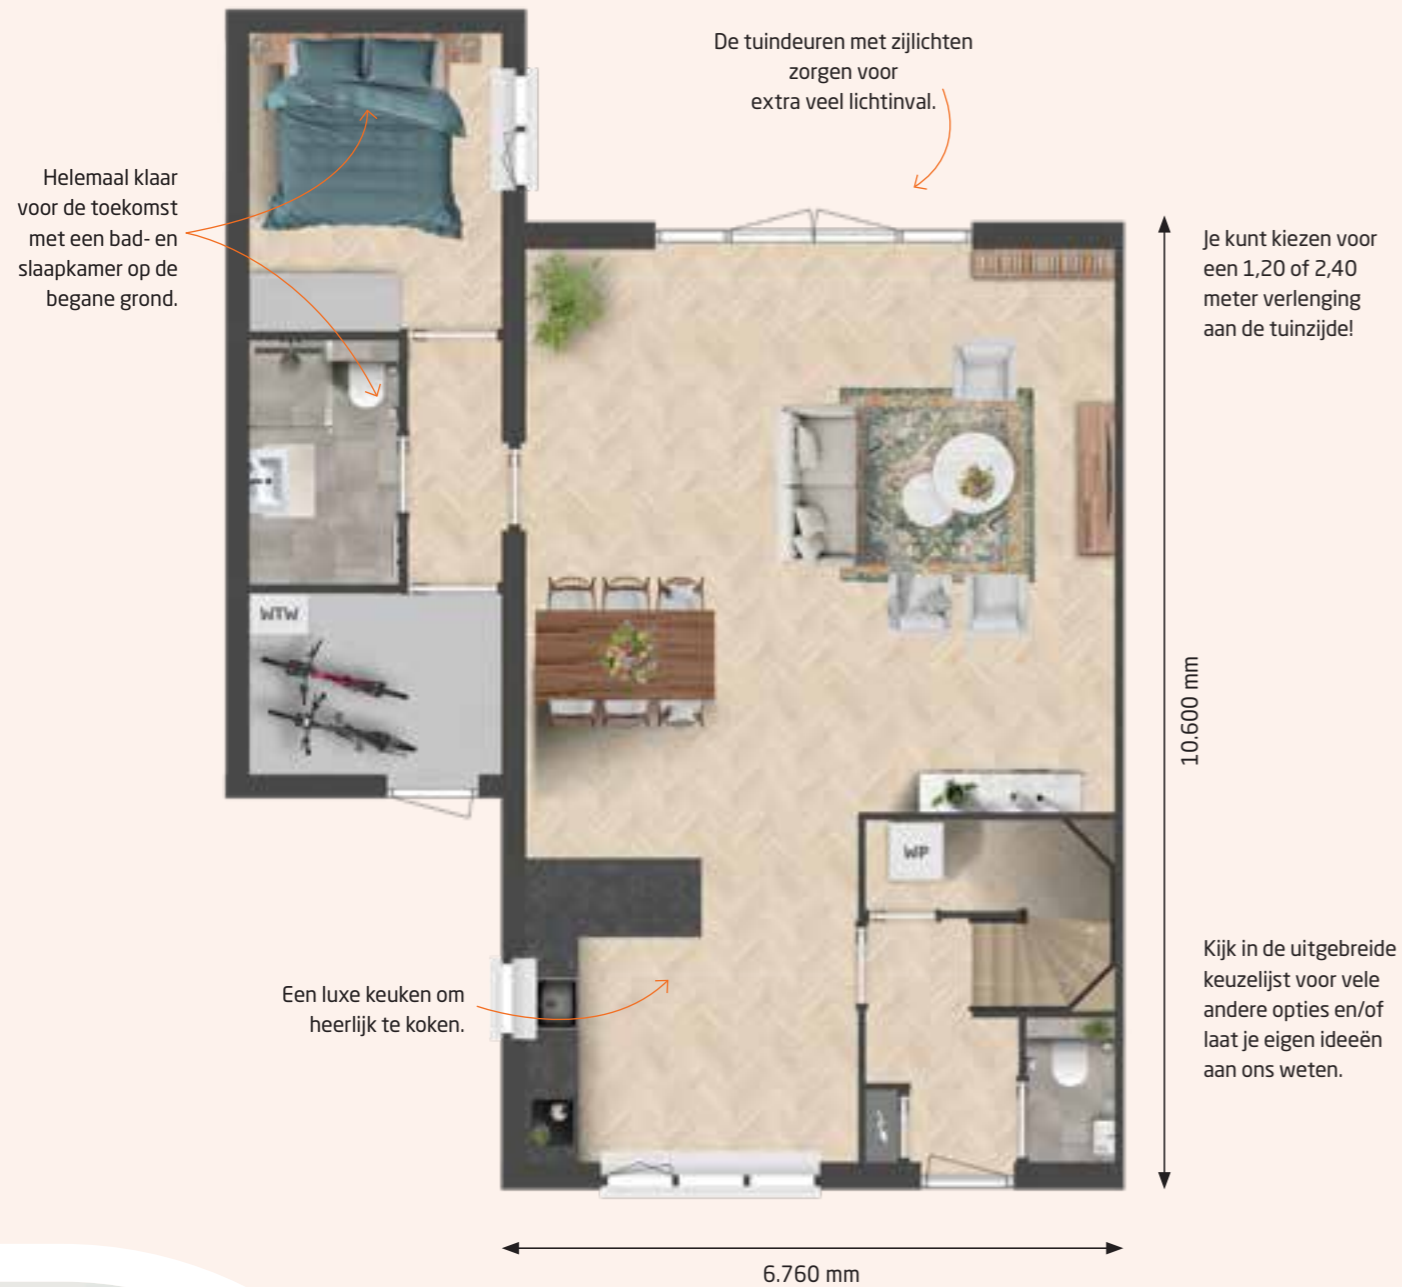 De tuindeuren met zijlichten
zorgen voor
extra veel lichtinval.
Helemaal klaar
voor de toekomst
met een bad- en
slaapkamer op de
begane grond.
Je kunt kiezen voor
een 1,20 of 2,40
meter verlenging
aan de tuinzijde!
WTW
10.600 mm
WP
Een luxe keuken om
heerlijk te koken.
Kijk in de uitgebreide
keuzelijst voor vele
andere opties en/of
laat je eigen ideeën
aan ons weten.
6.760 mm